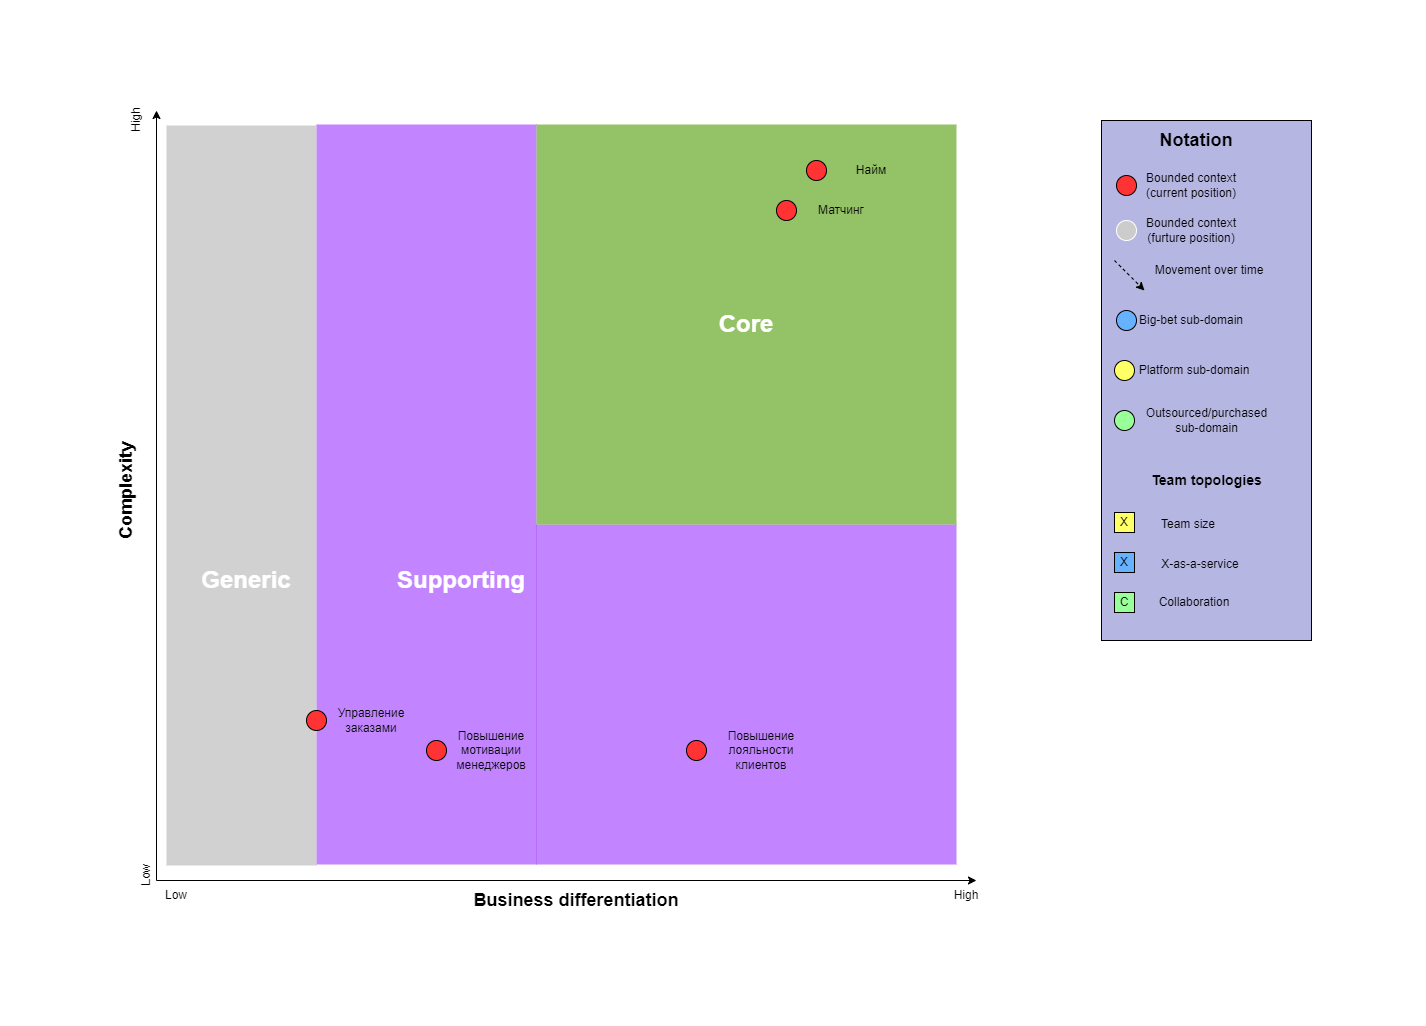 High
Найм
Матчинг
Core
Complexity
Generic
Supporting
Управление
заказами
Повышение
мотивации
менеджеров
Повышение
лояльности
клиентов
Low
Low
Business differentiation
High
Notation
Bounded context
(current position)
Bounded context
(furture position)
Movement over time
Big-bet sub-domain
Platform sub-domain
Outsourced/purchased
sub-domain
Team topologies
X
Team size
X
X-as-a-service
C
Collaboration